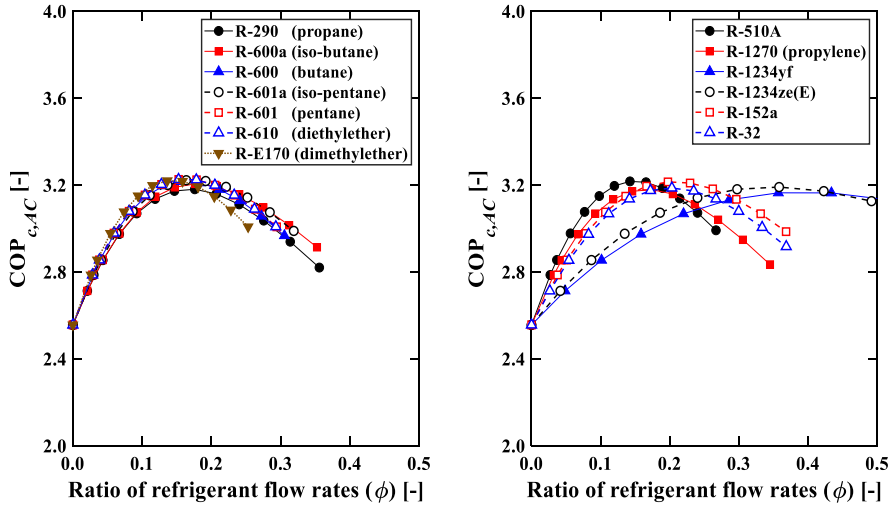 4.0
3.6
3.2
2.8
2.4
2.0
COP c,AC [-]
R-290 (propane)
R-600a (iso-butane)
R-600 (butane)
R-601a (iso-pentane)
R-601 (pentane)
R-610 (diethylether)
R-E170 (dimethylether)
0.0 0.1 0.2 0.3 0.4 0.5
Ratio of refrigerant flow rates (ϕ) [-]
4.0
3.6
3.2
2.8
2.4
2.0
COP c,AC [-]
R-510A
R-1270 (propylene)
R-1234yf
R-1234ze(E)
R-152a
R-32
0.0 0.1 0.2 0.3 0.4 0.5
Ratio of refrigerant flow rates (ϕ) [-]